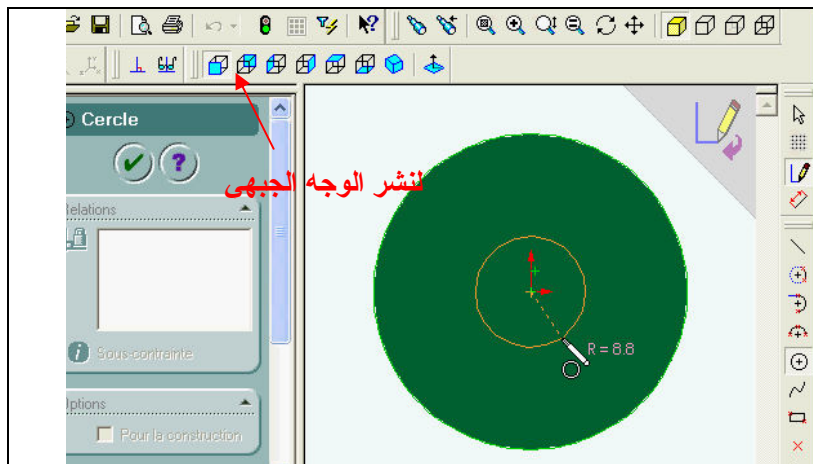 Cercle
لنشر الوجه الجبهى
Relations
R = 8.8
Sous-contrainte
Options
Pour la construction